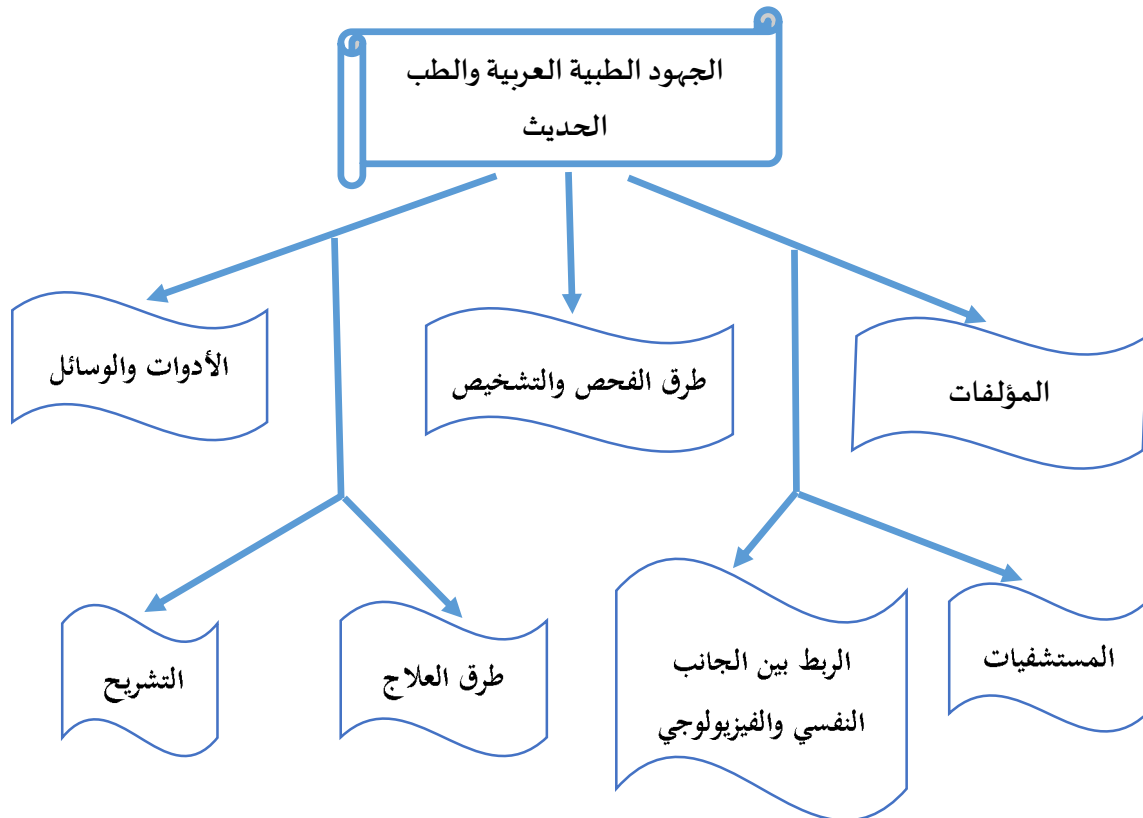 الجهود الطبية العربية والطب
الحديث
المؤلفات
طرق الفحص والتشخيص
الأدوات والوسائل
المستشفيات
الربط بين الجانب
النفسي والفيزيولوجي
طرق العلاج
التشريح